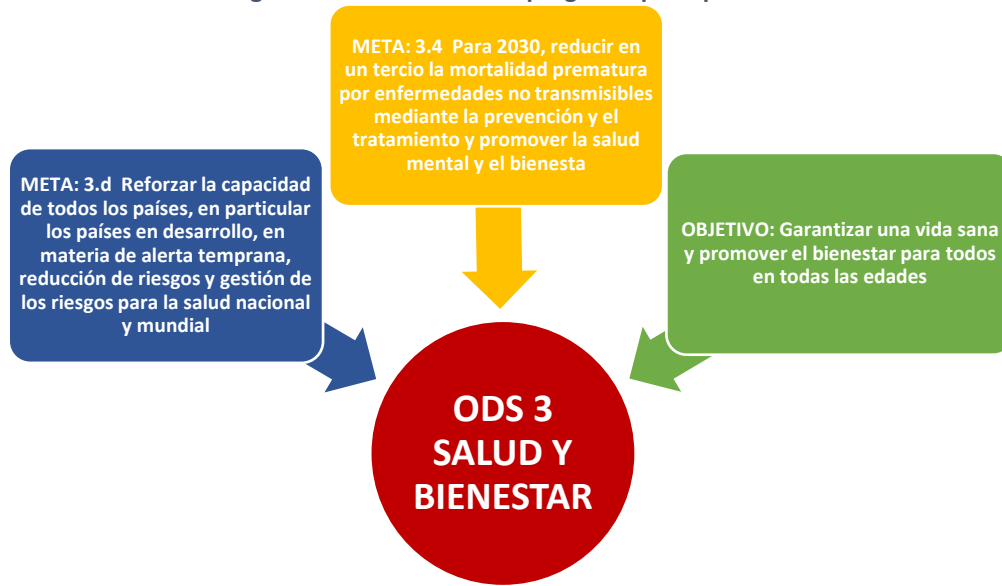 META: 3.4 Para 2030, reducir en
un tercio la mortalidad prematura
por enfermedades no transmisibles
mediante la prevención y el
tratamiento y promover la salud
mental y el bienesta
META: 3.d Reforzar la capacidad
de todos los países, en particular
los países en desarrollo, en
materia de alerta temprana,
reducción de riesgos y gestión de
los riesgos para la salud nacional
y mundial
OBJETIVO: Garantizar una vida sana
y promover el bienestar para todos
en todas las edades
ODS 3
SALUD Y
BIENESTAR